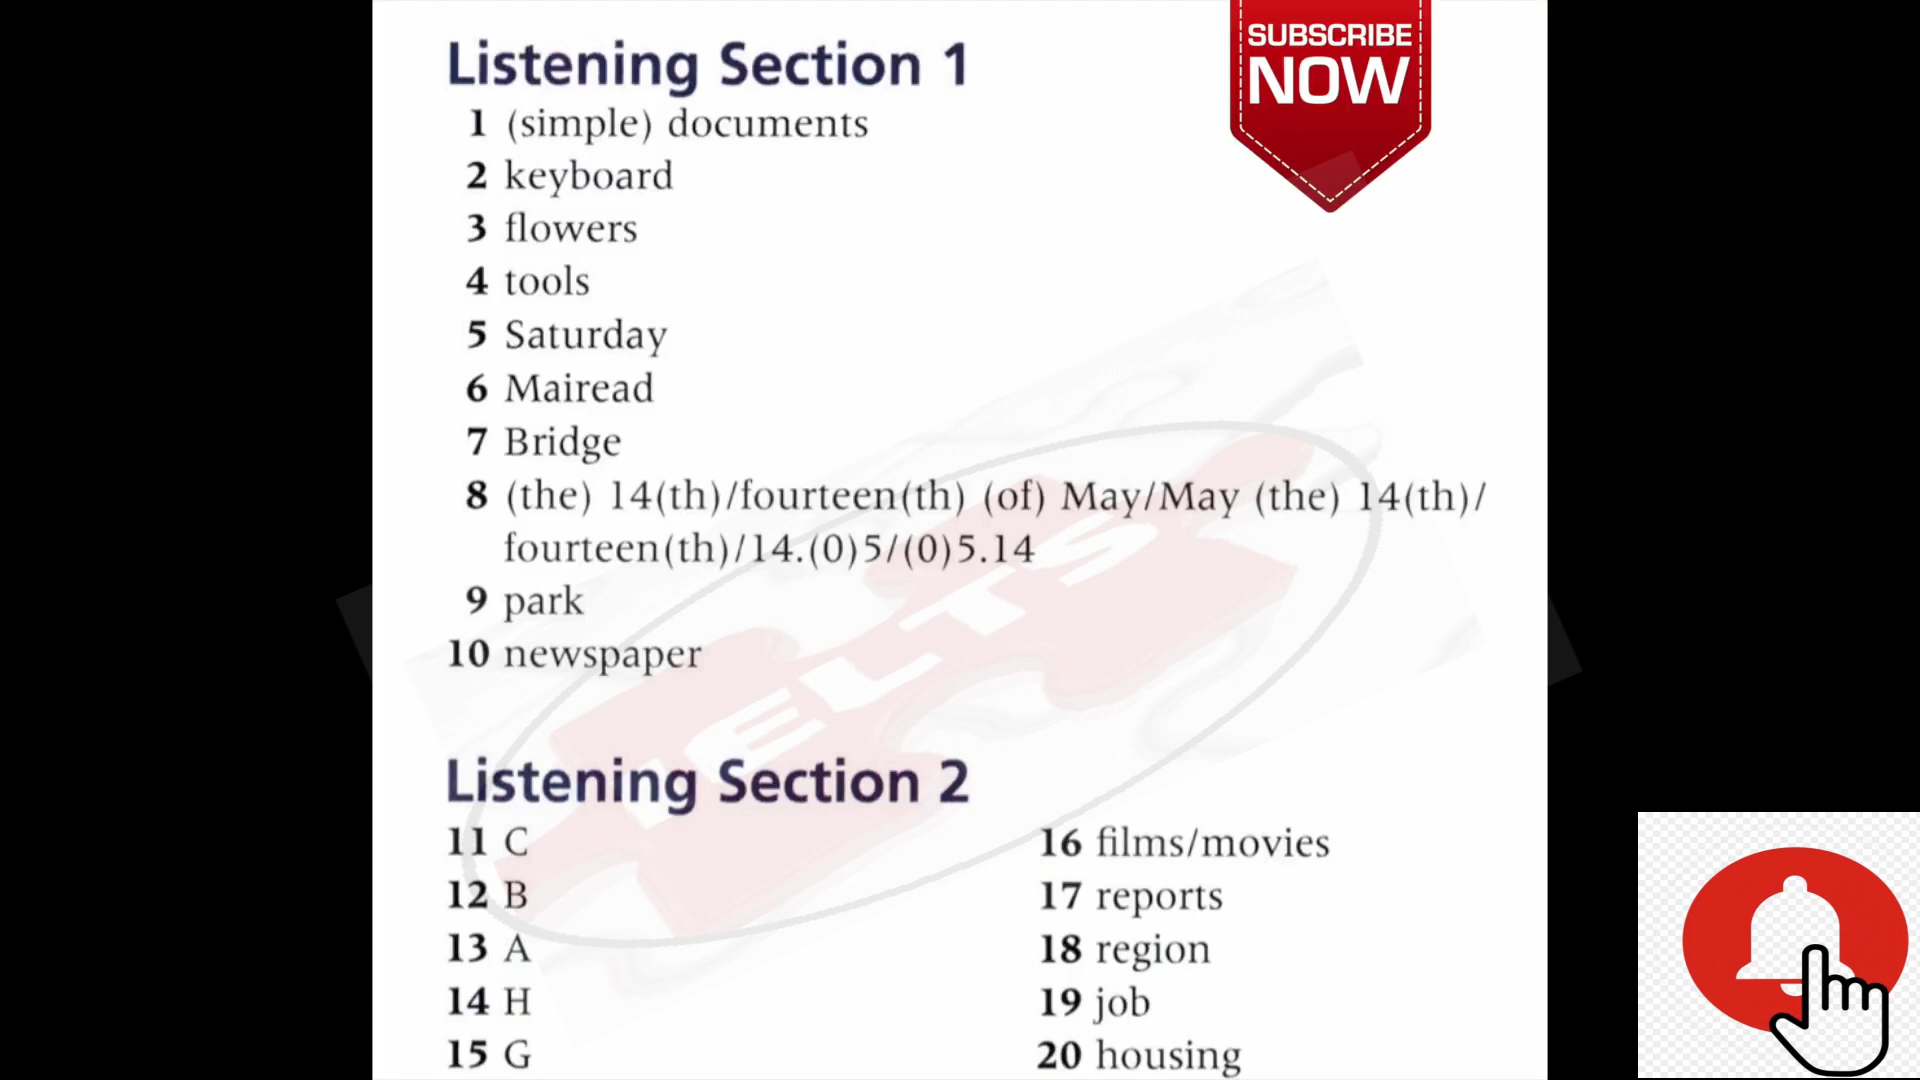 Listening Section 1
1 (simple) documents
2 keyboard
3 flowers
4 tools
5 Saturday
6 Mairead
7 Bridge
8 (the) 14(th)/fourteen(th) (of) May/May (the) 14(th)/
fourteen(th)/14.(0)5/(0)5.14
9 park
10 newspaper
SUBSCRIBE
NOW
IELTS
Listening Section 2
11 C
12 B
13 A
14 H
15 G
16 films/movies
17 reports
18 region
19 job
20 housing